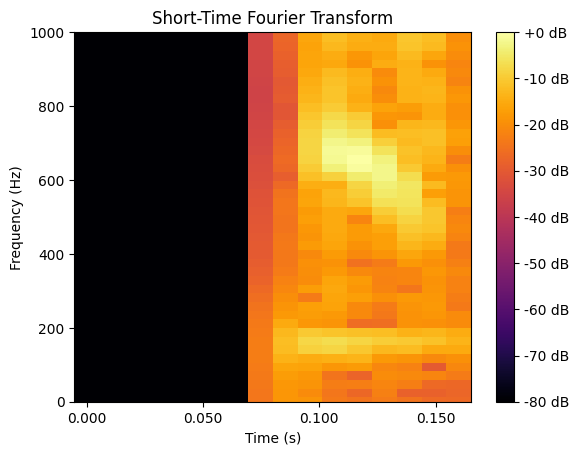 Short-Time Fourier Transform
1000
800
600
400
200
0
Frequency (Hz)
0.000
0.050
0.100
0.150
Time (s)
+0 dB
-10 dB
-20 dB
-30 dB
-40 dB
-50 dB
-60 dB
-70 dB
-80 dB